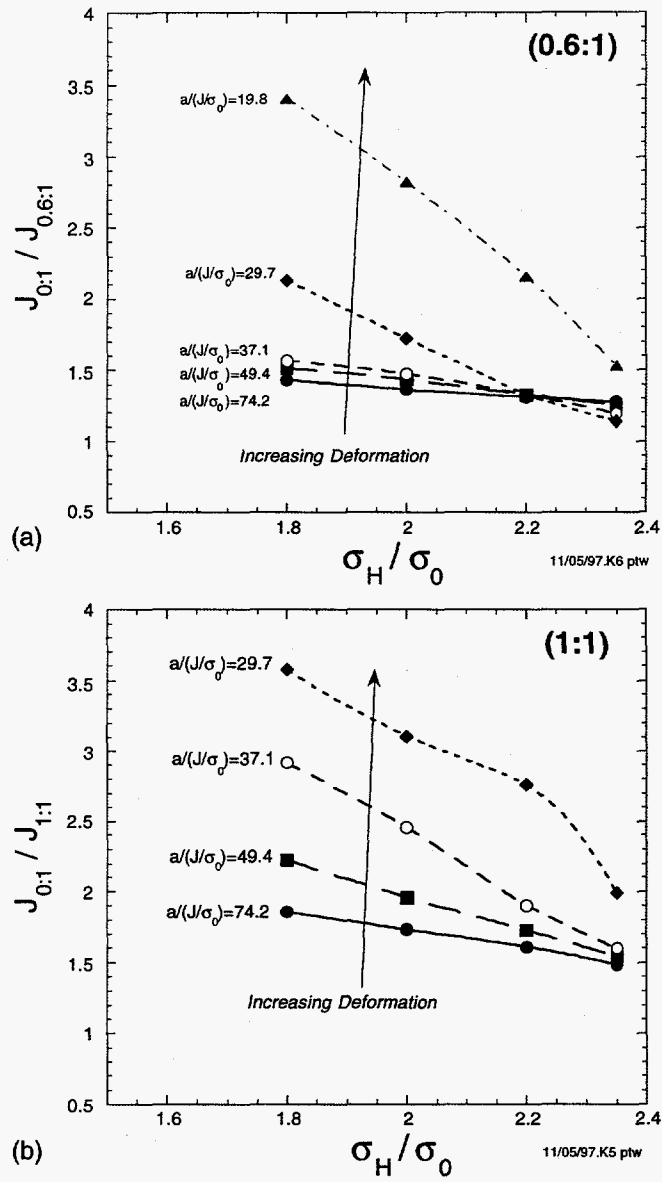 4
(0.6:1)
3.5
a/(J/σ0)=19.8
3
2.5
J0:1 / J0.6:1
a/(J/σ0)=29.7
2
a/(J/σ0)=37.1
1.5
a/(J/σ0)=49.4
a/(J/σ0)=74.2
1
Increasing Deformation
0.5
1.6 1.8 2 2.2 2.4
(a)
σH/σ0
11/05/97.K6 ptw
4
(1:1)
a/(J/σ0)=29.7
3.5
3
a/(J/σ0)=37.1
2.5
J0:1 / J1:1
a/(J/σ0)=49.4
2
a/(J/σ0)=74.2
1.5
Increasing Deformation
1
0.5
1.6 1.8 2 2.2 2.4
(b)
σH/σ0
11/05/97.K5 ptw